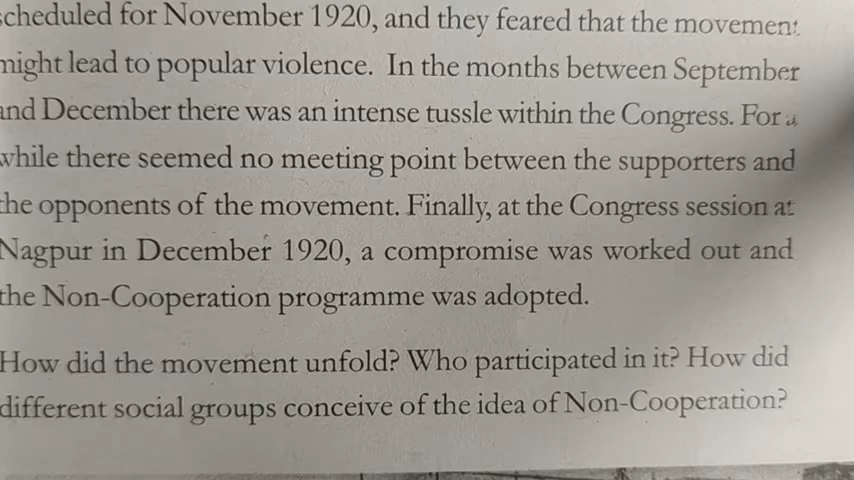 scheduled for November 1920, and they feared that the movement
might lead to popular violence. In the months between September
and December there was an intense tussle within the Congress. For a
while there seemed no meeting point between the supporters and
the opponents of the movement. Finally, at the Congress session at
Nagpur in December 1920, a compromise was worked out and
the Non-Cooperation programme was adopted.
How did the movement unfold? Who participated in it? How did
different social groups conceive of the idea of Non-Cooperation?